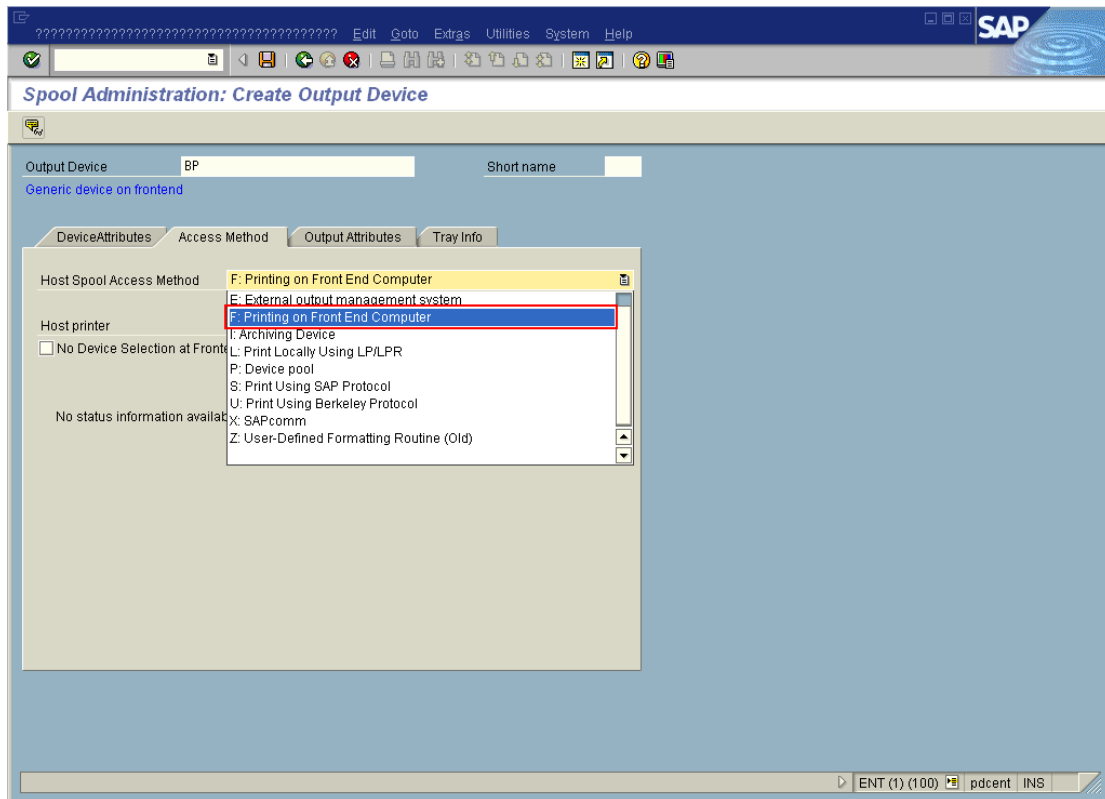 SAP
????????????????????????????????????????? Edit Goto Extras Utilities System Help
Spool Administration: Create Output Device
Output Device BP Short name
Generic device on frontend
DeviceAttributes Access Method Output Attributes Tray Info
Host Spool Access Method F: Printing on Front End Computer
E: External output management system
F: Printing on Front End Computer
Host printer
I: Archiving Device
No Device Selection at Fronte
L: Print Locally Using LP/LPR
P: Device pool
S: Print Using SAP Protocol
U: Print Using Berkeley Protocol
No status information availab
X: SAPcomm
Z: User-Defined Formatting Routine (Old)
ENT (1) (100) pdcent INS